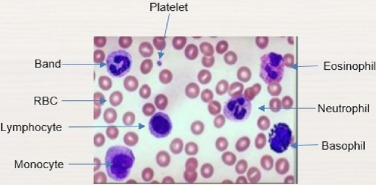 Platelet
Band
Eosinophil
RBC
Neutrophil
Lymphocyte
Basophil
Monocyte